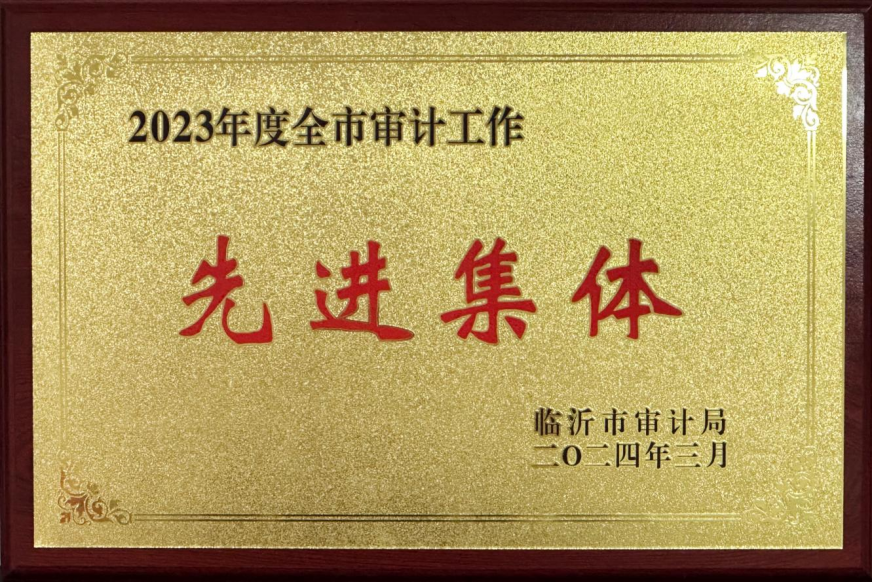 2023年度全市审计工作
先进集体
临沂市审计局
二O二四年三月